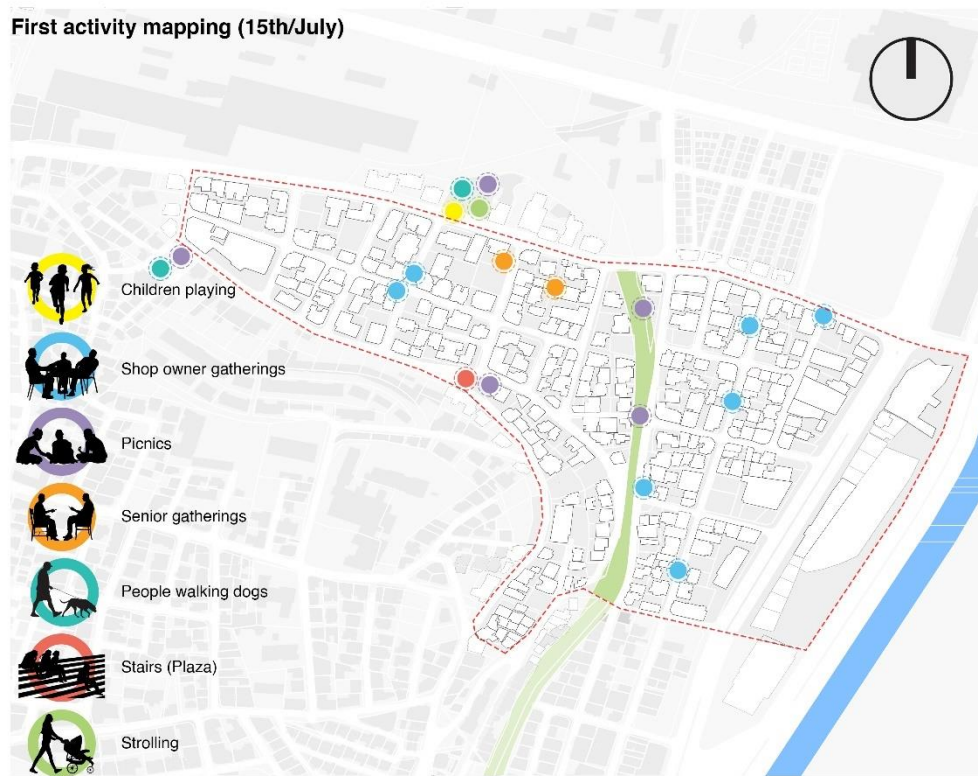 First activity mapping (15th/July)
Children playing
Shop owner gatherings
Picnics
Senior gatherings
People walking dogs
Stairs (Plaza)
Strolling